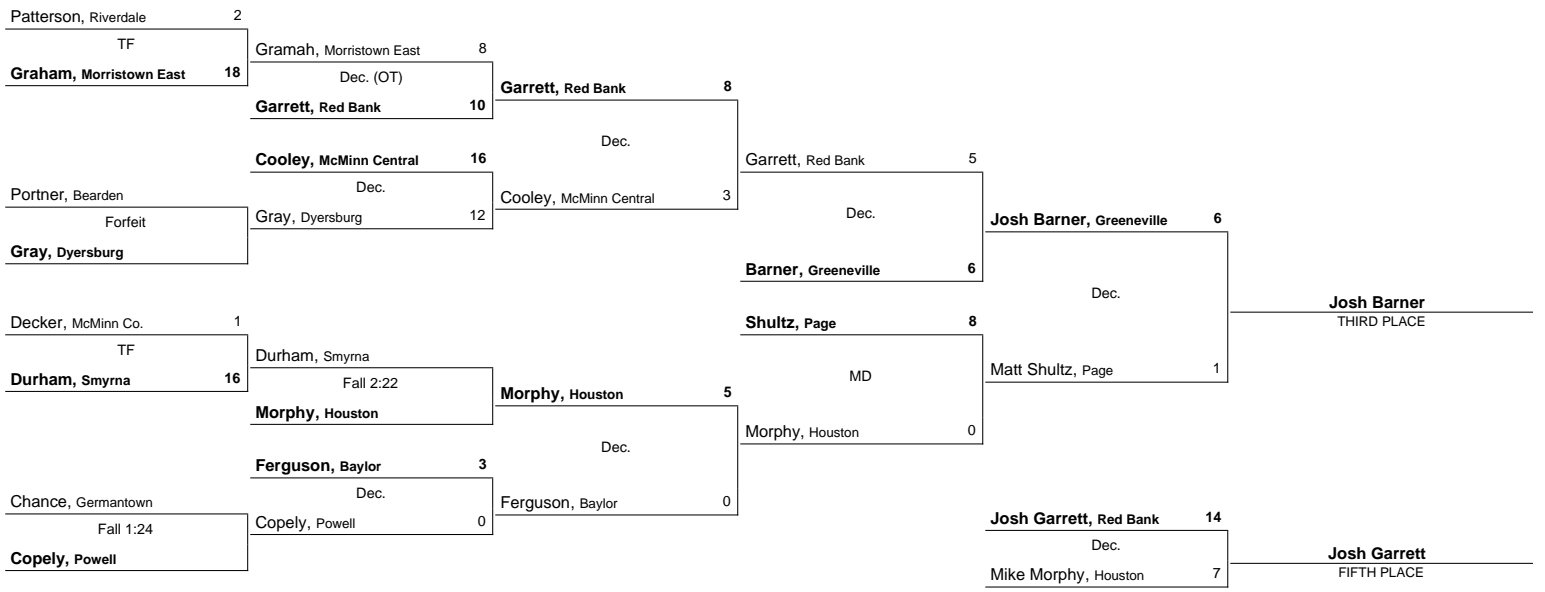 Patterson, Riverdale 2
TF
Graham, Morristown East 18
Gramah, Morristown East 8
Dec. (OT)
Garrett, Red Bank 10
Garrett, Red Bank 8
Dec.
Cooley, McMinn Central 3
Cooley, McMinn Central 16
Dec.
Gray, Dyersburg 12
Portner, Bearden
Forfeit
Gray, Dyersburg
Garrett, Red Bank 5
Dec.
Barner, Greeneville 6
Josh Barner, Greeneville 6
Dec.
Matt Shultz, Page 1
Josh Barner
THIRD PLACE
Decker, McMinn Co. 1
TF
Durham, Smyrna 16
Durham, Smyrna
Fall 2:22
Morphy, Houston
Morphy, Houston 5
Dec.
Ferguson, Baylor 0
Shultz, Page 8
MD
Morphy, Houston 0
Ferguson, Baylor 3
Dec.
Copely, Powell 0
Chance, Germantown
Fall 1:24
Copely, Powell
Josh Garrett, Red Bank 14
Dec.
Mike Morphy, Houston 7
Josh Garrett
FIFTH PLACE